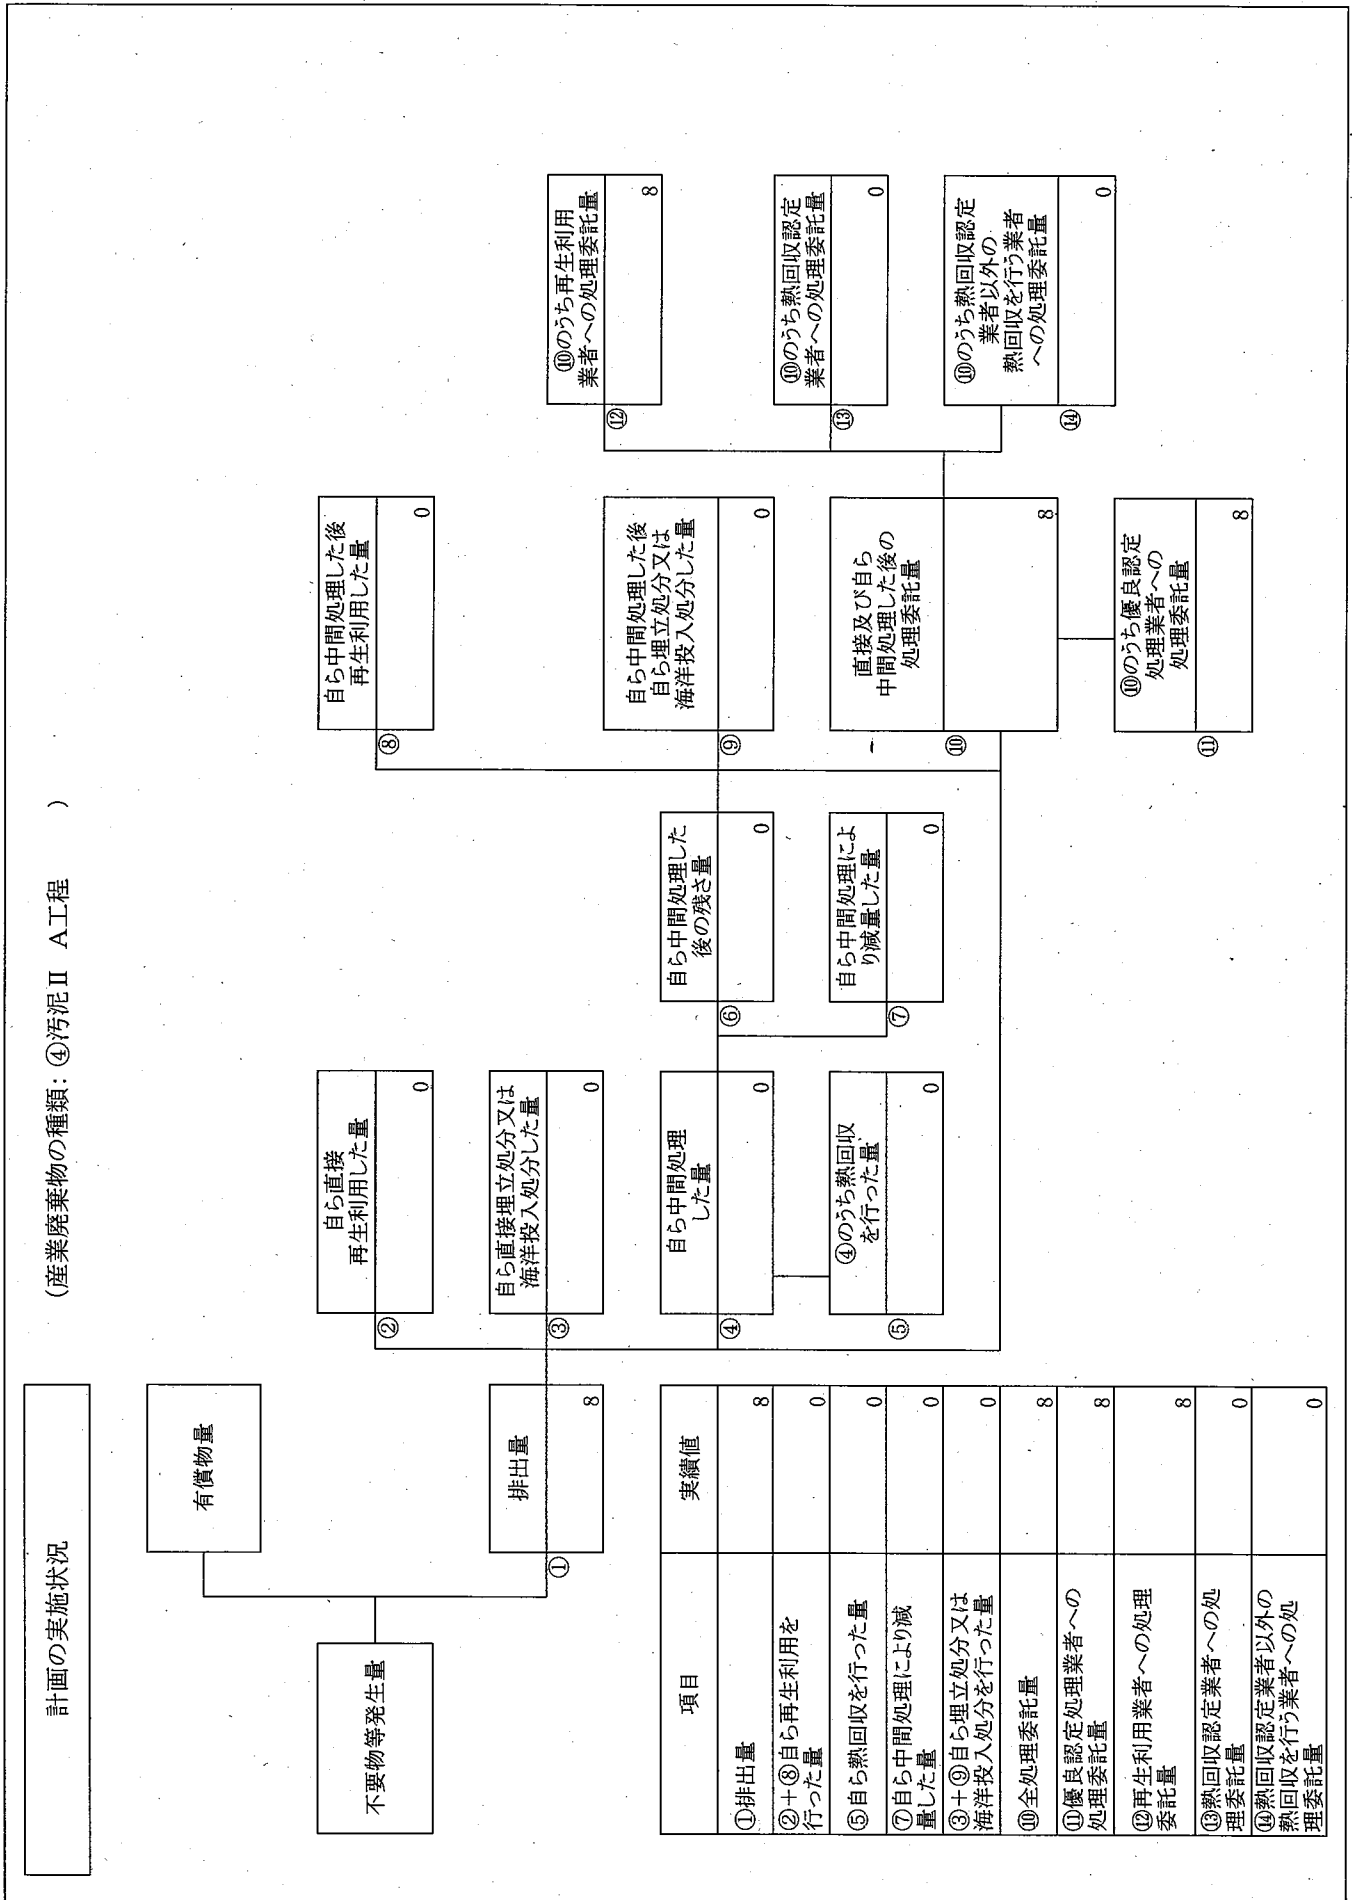 計画の実施状況
(産業廃棄物の種類: ④汚泥Ⅱ A工程 )
不要物等発生量
有償物量
排出量
①
8
自ら直接
再生利用した量
②
0
自ら直接埋立処分又は
海洋投入処分した量
③
0
自ら中間処理
した量
④
0
④のうち熱回収
を行った量
⑤
0
自ら中間処理した
後の残さ量
⑥
0
自ら中間処理によ
り減量した量
⑦
0
自ら中間処理した後
再生利用した量
⑧
0
自ら中間処理した後
自ら埋立処分又は
海洋投入処分した量
⑨
0
直接及び自ら
中間処理した後の
処理委託量
⑩
8
⑩のうち優良認定
処理業者への
処理委託量
⑪
8
⑩のうち再生利用
業者への処理委託量
⑫
8
⑩のうち熱回収認定
業者への処理委託量
⑬
0
⑩のうち熱回収認定
業者以外の
熱回収を行う業者
への処理委託量
⑭
0
項目 実績値
①排出量 8
②+⑧自ら再生利用を
行った量 0
⑤自ら熱回収を行った量 0
⑦自ら中間処理により減
量した量 0
③+⑨自ら埋立処分又は
海洋投入処分を行った量 0
⑩全処理委託量 8
⑪優良認定処理業者への
処理委託量 8
⑫再生利用業者への処理
委託量 8
⑬熱回収認定業者への処
理委託量 0
⑭熱回収認定業者以外の
熱回収を行う業者への処
理委託量 0